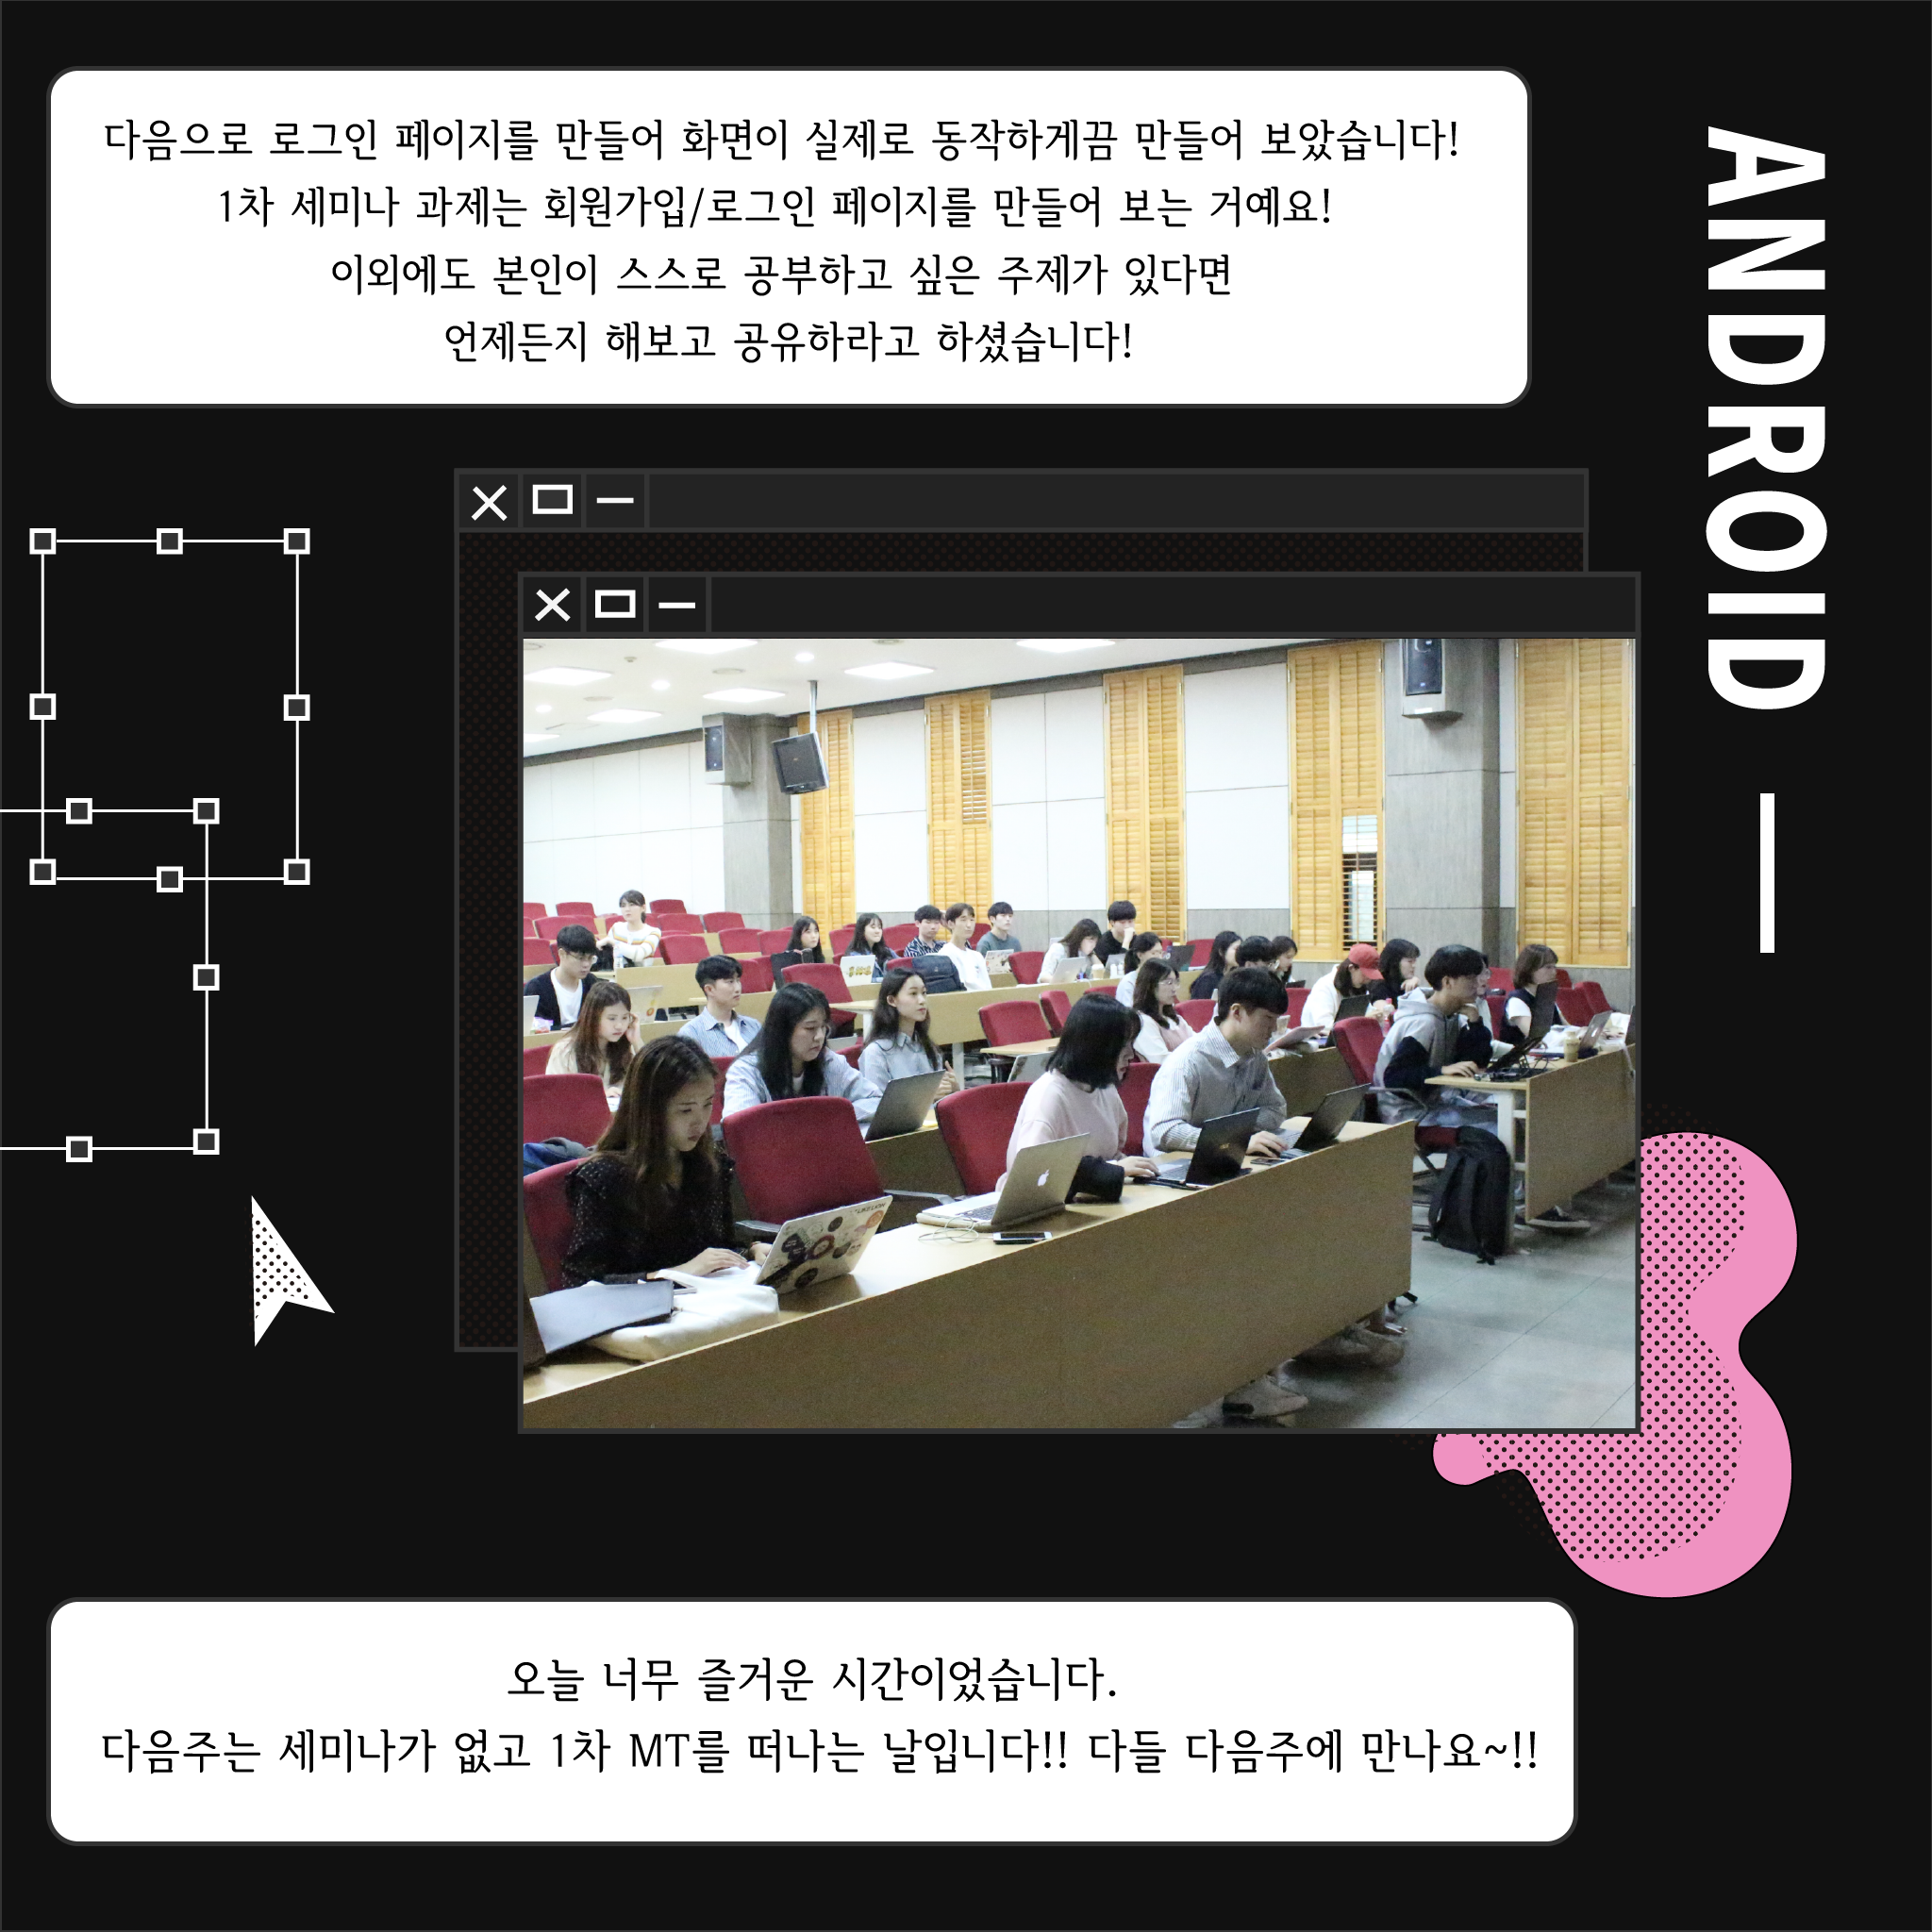 다음으로 로그인 페이지를 만들어 화면이 실제로 동작하게끔 만들어 보았습니다!
1차 세미나 과제는 회원가입/로그인 페이지를 만들어 보는 거예요!
이외에도 본인이 스스로 공부하고 싶은 주제가 있다면
언제든지 해보고 공유하라고 하셨습니다!
ANDROID
오늘 너무 즐거운 시간이었습니다.
다음주는 세미나가 없고 1차 MT를 떠나는 날입니다!! 다들 다음주에 만나요~!!